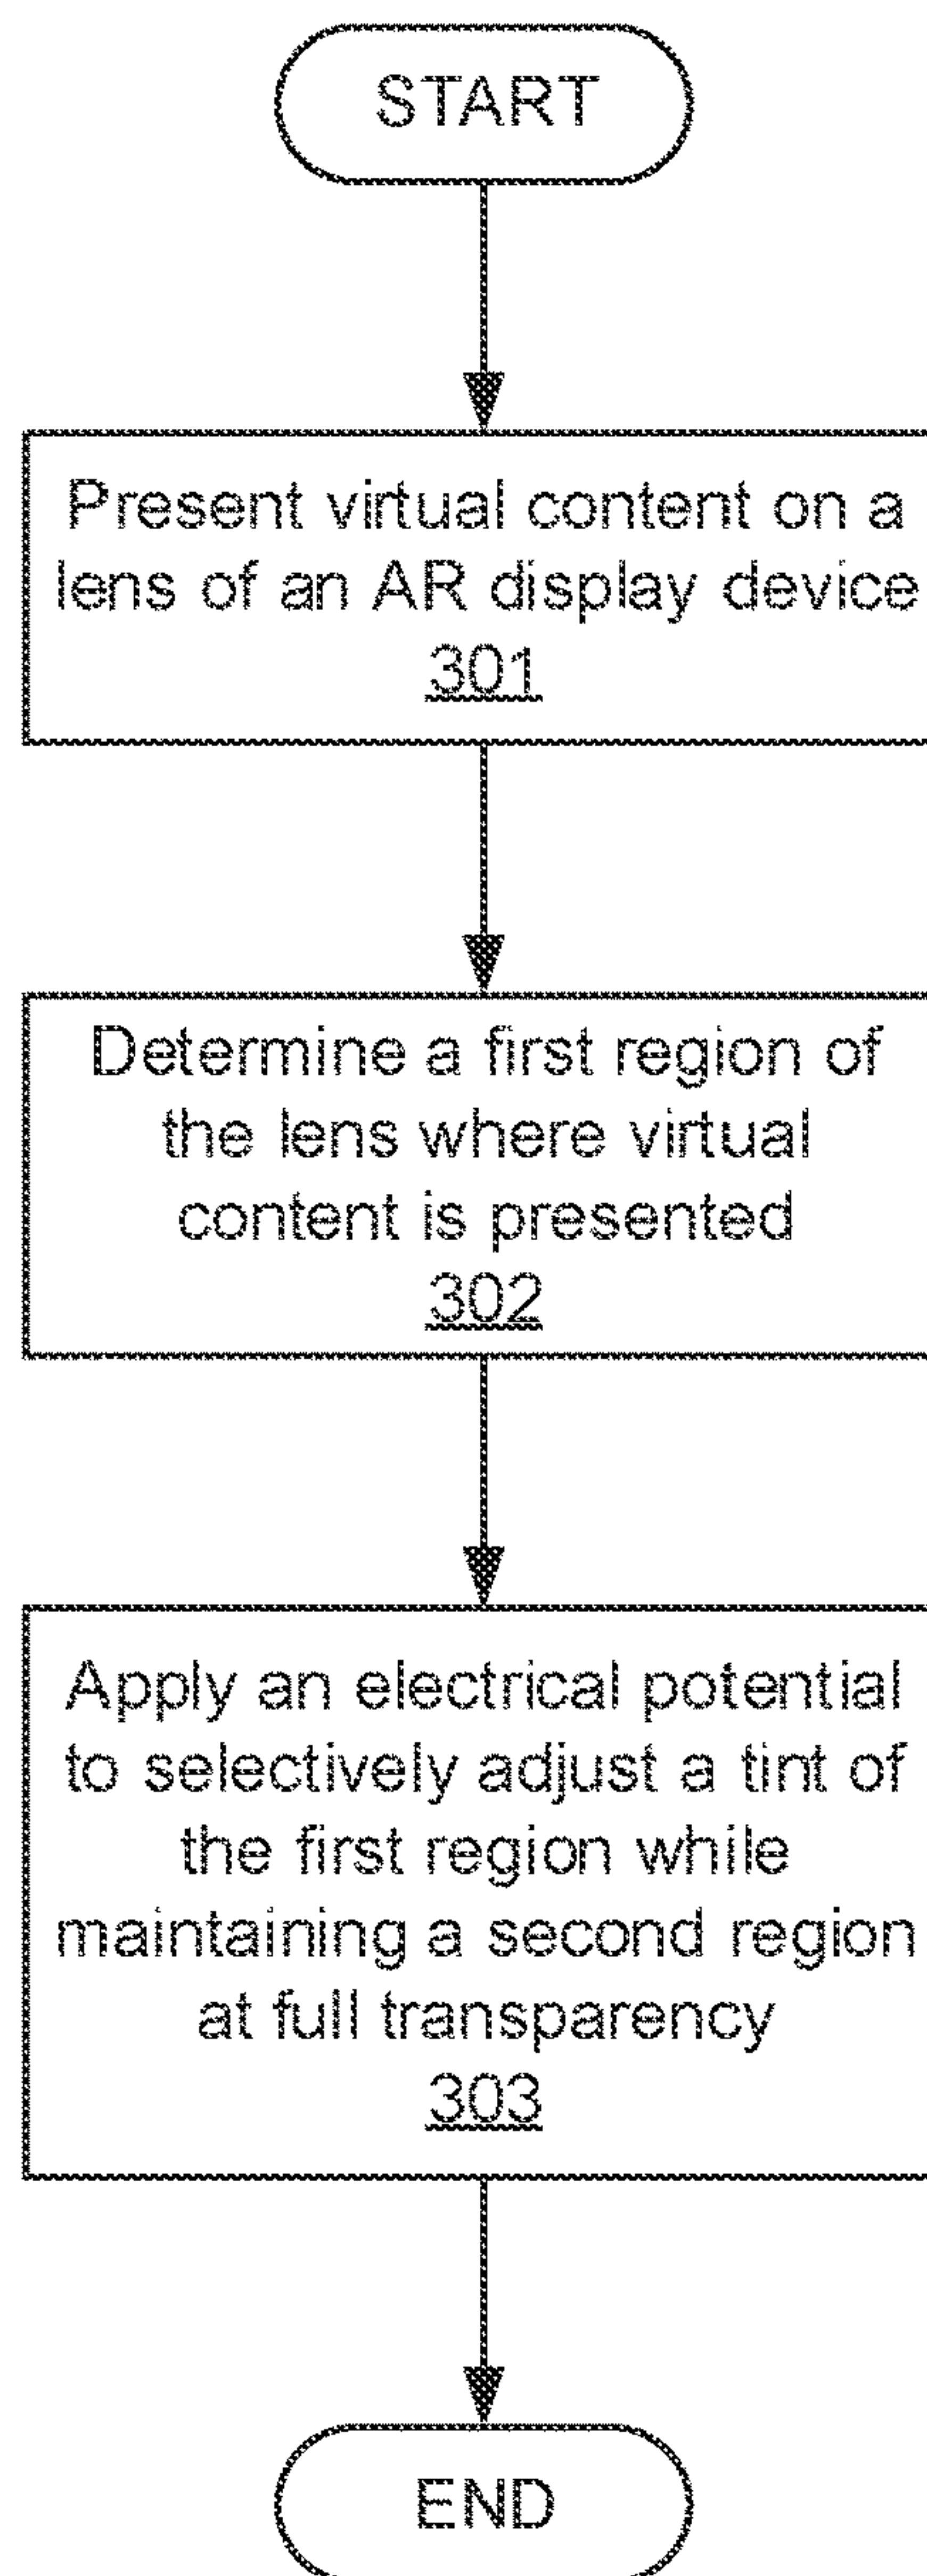 START
Present virtual content on a
lens of an AR display device
301
Determine a first region of
the lens where virtual
content is presented
302
Apply an electrical potential
to selectively adjust a tint of
the first region while
maintaining a second region
at full transparency
303
END